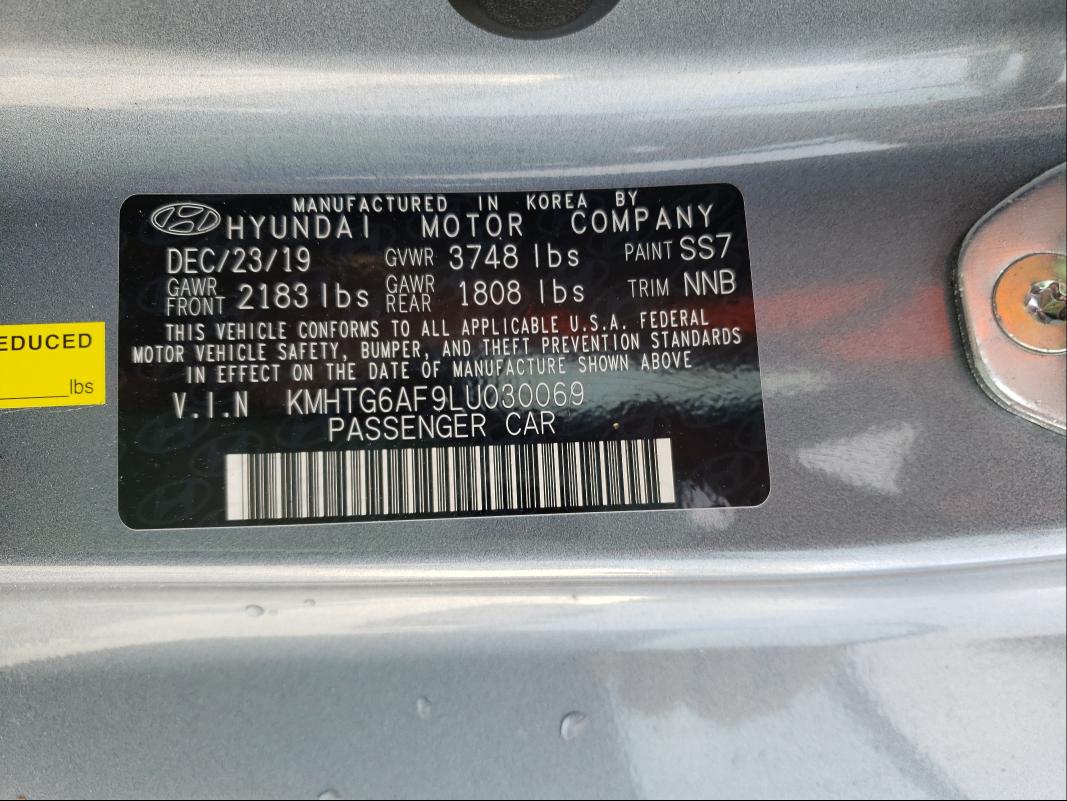 MANUFACTURED IN KOREA BY
HYUNDAI MOTOR COMPANY
DEC/23/19 GVWR 3748 lbs PAINT SS7
GAWR FRONT 2183 lbs GAWR REAR 1808 lbs TRIM NNB
THIS VEHICLE CONFORMS TO ALL APPLICABLE U.S.A. FEDERAL
MOTOR VEHICLE SAFETY, BUMPER, AND THEFT PREVENTION STANDARDS
IN EFFECT ON THE DATE OF MANUFACTURE SHOWN ABOVE
V.I.N KMHTG6AF9LU030069
PASSENGER CAR
EDUCED
lbs